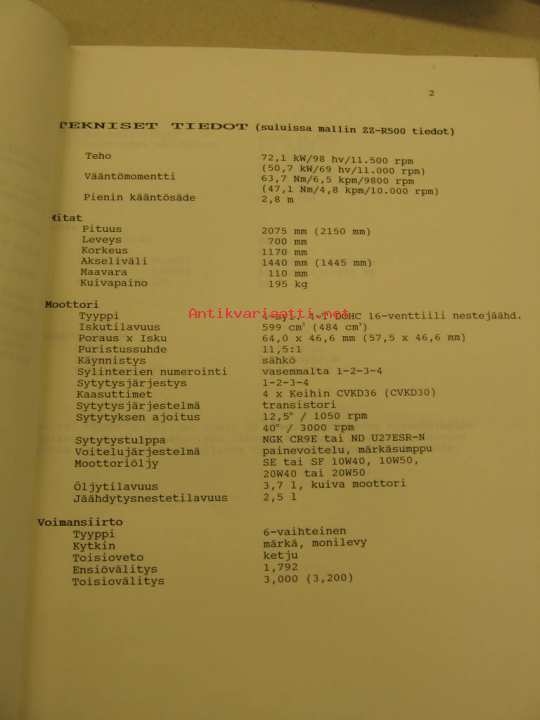 2
TEKNISET TIEDOT (suluissa mallin ZZ-R500 tiedot)
Teho 72,1 kW/98 hv/11.500 rpm
(50,7 kW/69 hv/11.000 rpm)
Vääntömomentti 63,7 Nm/6,5 kpm/9800 rpm
(47,1 Nm/4,8 kpm/10.000 rpm)
Pienin kääntösäde 2,8 m
Mitat
Pituus 2075 mm (2150 mm)
Leveys 700 mm
Korkeus 1170 mm
Akseliväli 1440 mm (1445 mm)
Maavara 110 mm
Kuivapaino 195 kg
Moottori
Antikvariaatti.net
Tyyppi 4-T DOHC 16-venttiili nestejäähd.
Iskutilavuus 599 cm³ (484 cm³)
Poraus x Isku 64,0 x 46,6 mm (57,5 x 46,6 mm)
Puristussuhde 11,5:1
Käynnistys sähkö
Sylinterien numerointi vasemmalta 1-2-3-4
Sytytysjärjestys 1-2-3-4
Kaasuttimet 4 x Keihin CVKD36 (CVKD30)
Sytytysjärjestelmä transistori
Sytytyksen ajoitus 12,5° / 1050 rpm
40° / 3000 rpm
Sytytystulppa NGK CR9E tai ND U27ESR-N
Voitelujärjestelmä painevoitelu, märkäsumppu
Moottoriöljy SE tai SF 10W40, 10W50,
20W40 tai 20W50
Öljytilavuus 3,7 l, kuiva moottori
Jäähdytysnestetilavuus 2,5 l
Voimansiirto
Tyyppi 6-vaihteinen
Kytkin märkä, monilevy
Toisioveto ketju
Ensiövälitys 1,792
Toisiovälitys 3,000 (3,200)